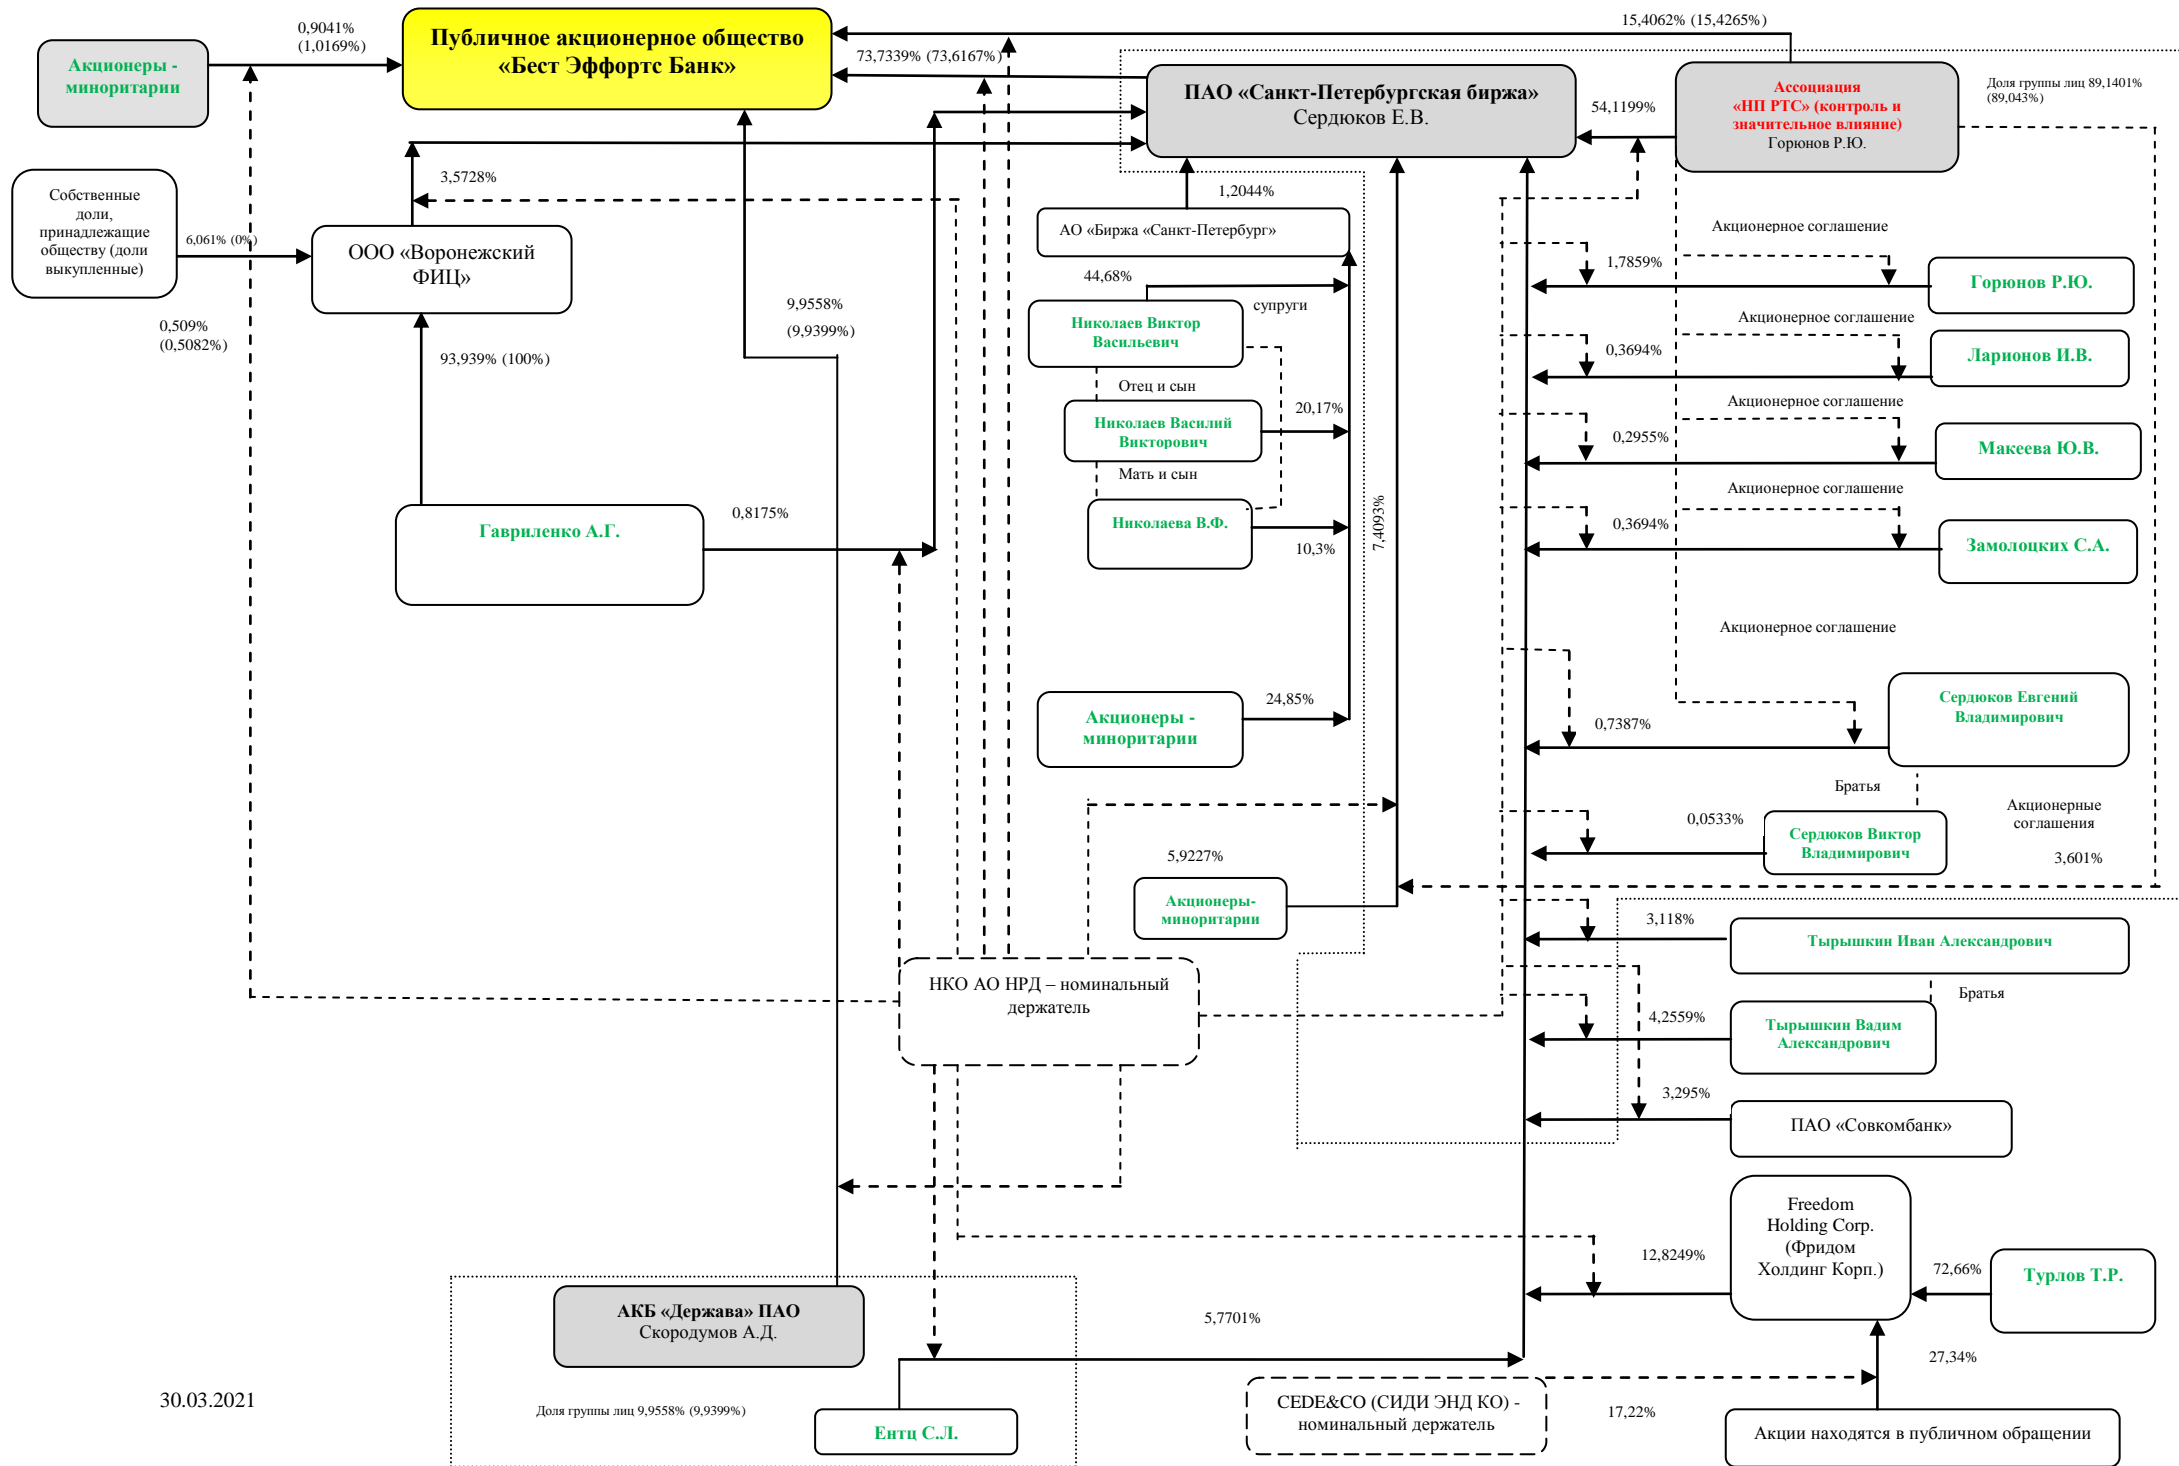 0,9041%
(1,0169%)
Публичное акционерное общество
«Бест Эффортс Банк»
15,4062% (15,4265%)
73,7339% (73,6167%)
Акционеры -
миноритарии
ПАО «Санкт-Петербургская биржа»
Сердюков Е.В.
54,1199%
Ассоциация
«НП РТС» (контроль и
значительное влияние)
Горюнов Р.Ю.
Доля группы лиц 89,1401%
(89,043%)
Собственные
доли,
принадлежащие
обществу (доли
выкупленные)
6,061% (0%)
3,5728%
ООО «Воронежский
ФИЦ»
1,2044%
АО «Биржа «Санкт-Петербург»
Акционерное соглашение
1,7859%
Горюнов Р.Ю.
44,68%
супруги
Николаев Виктор
Васильевич
9,9558%
(9,9399%)
0,509%
(0,5082%)
93,939% (100%)
Акционерное соглашение
0,3694%
Ларионов И.В.
Отец и сын
Николаев Василий
Викторович
20,17%
Акционерное соглашение
0,2955%
Макеева Ю.В.
Мать и сын
Николаева В.Ф.
10,3%
7,4093%
Акционерное соглашение
0,3694%
Замолоцких С.А.
Гавриленко А.Г.
0,8175%
Акционерное соглашение
Акционеры -
миноритарии
24,85%
0,7387%
Сердюков Евгений
Владимирович
Братья
Акционерные
соглашения
3,601%
0,0533%
Сердюков Виктор
Владимирович
5,9227%
Акционеры-
миноритарии
3,118%
Тырышкин Иван Александрович
Братья
НКО АО НРД – номинальный
держатель
4,2559%
Тырышкин Вадим
Александрович
3,295%
ПАО «Совкомбанк»
Freedom
Holding Corp.
(Фридом
Холдинг Корп.)
12,8249%
72,66%
Турлов Т.Р.
АКБ «Держава» ПАО
Скородумов А.Д.
5,7701%
27,34%
30.03.2021
Доля группы лиц 9,9558% (9,9399%)
Ентц С.Л.
CEDE&CO (СИДИ ЭНД КО) -
номинальный держатель
17,22%
Акции находятся в публичном обращении